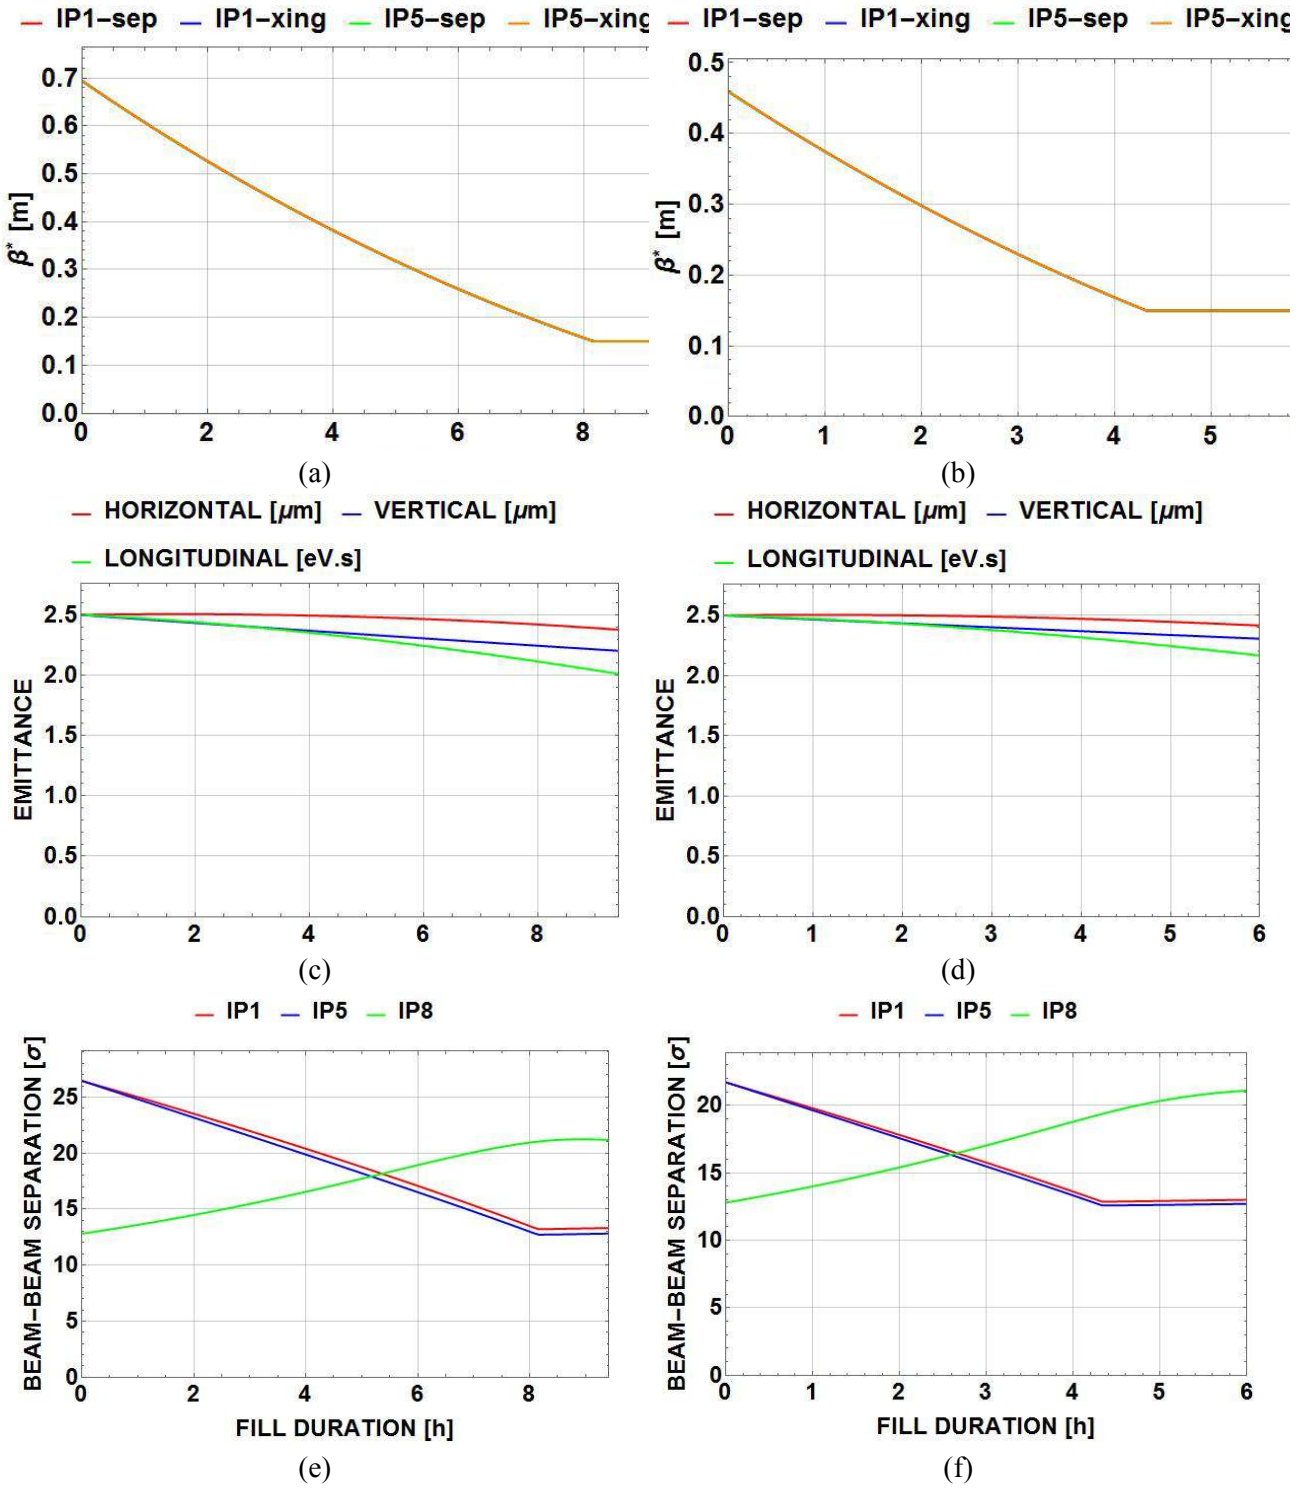 IP1–sep IP1–xing IP5–sep IP5–xing
β* [m]
0.7
0.6
0.5
0.4
0.3
0.2
0.1
0.0
0 2 4 6 8
(a)
IP1–sep IP1–xing IP5–sep IP5–xing
β* [m]
0.5
0.4
0.3
0.2
0.1
0.0
0 1 2 3 4 5
(b)
HORIZONTAL [μm] VERTICAL [μm]
LONGITUDINAL [eV.s]
EMITTANCE
2.5
2.0
1.5
1.0
0.5
0.0
0 2 4 6 8
(c)
HORIZONTAL [μm] VERTICAL [μm]
LONGITUDINAL [eV.s]
EMITTANCE
2.5
2.0
1.5
1.0
0.5
0.0
0 1 2 3 4 5 6
(d)
IP1 IP5 IP8
BEAM–BEAM SEPARATION [σ]
25
20
15
10
5
0
0 2 4 6 8
FILL DURATION [h]
(e)
IP1 IP5 IP8
BEAM–BEAM SEPARATION [σ]
20
15
10
5
0
0 1 2 3 4 5 6
FILL DURATION [h]
(f)